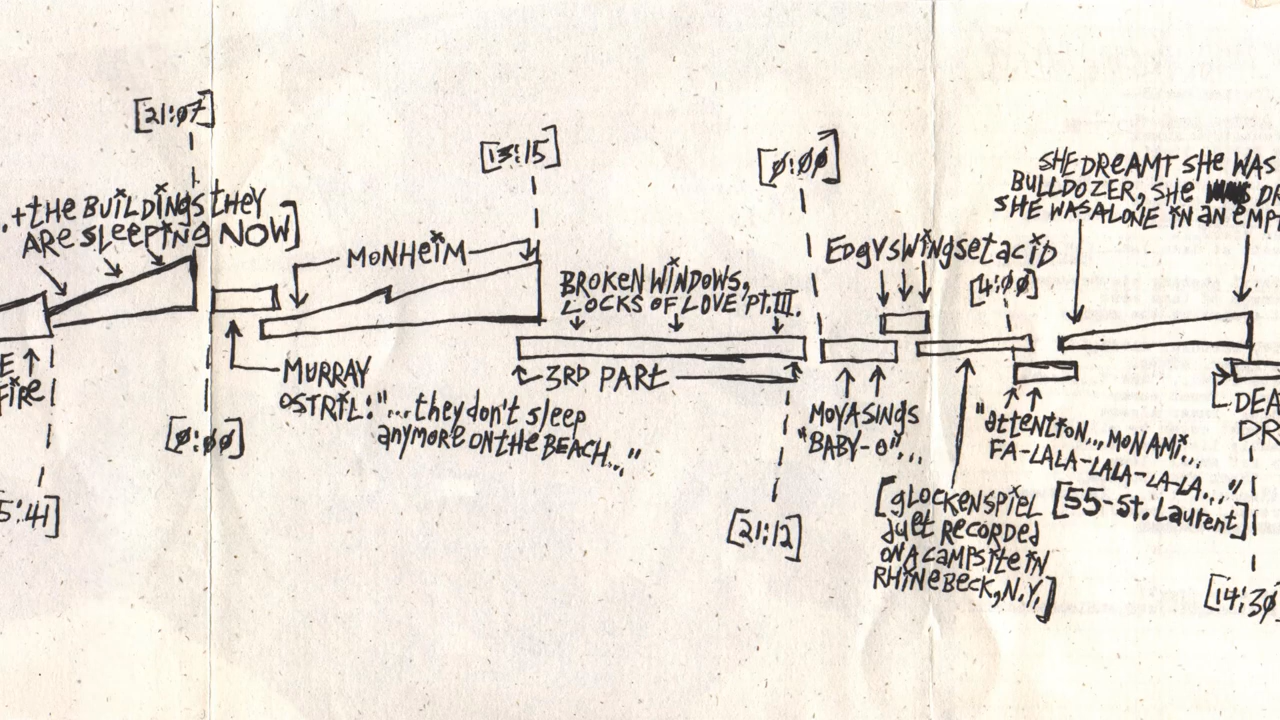 [21:07]
..+tHE BUiLDiNgS tHEY
ARE SLEEPiNg NOW]
E
FiRE]
5:41]
[0:00]
MONHEiM
[13:15]
MURRAY
OSTRiL: "...they don't sleep
anymore ON tHE BEACH..."
BROKEN WiNDOWS,
LOCKS OF LOVE Pt.III.
3RD PARt
[21:12]
[0:00]
MOYA SiNgS
"BABY-O"...
EDgYSWiNgSEtACiD
[4:00]
[gLOCKENSPiEL
duEt RECORDED
ON A CAMPSitE iN
RHiNEBECK, N.Y.]
"AttENtiON... MON AMi...
FA-LALA-LALA-LA-LA..."
[55-St. LAuRENt]
SHE DREAMT SHE WAS
BULLDOZER, SHE DR
SHE WAS ALONE iN AN EMPt
DEA
DR
[14:30